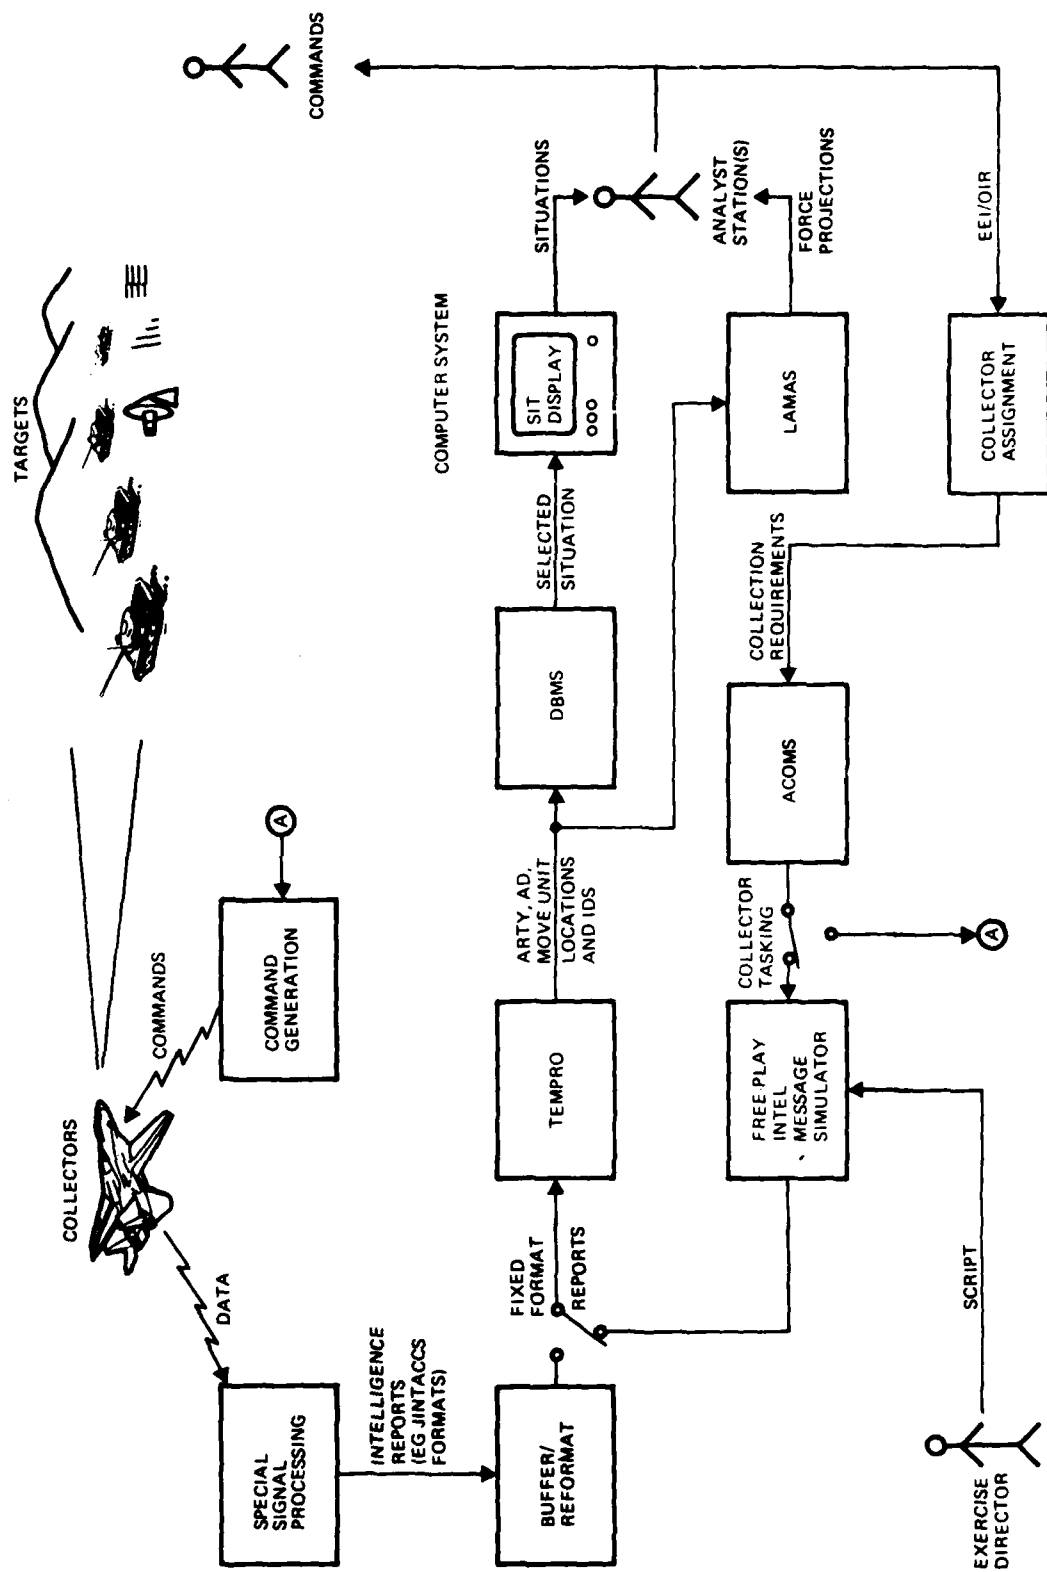 TARGETS
COLLECTORS
COMMANDS
DATA
COMMANDS
SPECIAL
SIGNAL
PROCESSING
COMMAND
GENERATION
A
INTELLIGENCE
REPORTS
(EG JINTACCS
FORMATS)
COMPUTER SYSTEM
BUFFER/
REFORMAT
FIXED
FORMAT
REPORTS
TEMPRO
ARTY, AD,
MOVE UNIT
LOCATIONS
AND IDS
DBMS
SELECTED
SITUATION
SIT
DISPLAY
SITUATIONS
ANALYST
STATION(S)
FORCE
PROJECTIONS
FREE-PLAY
INTEL
MESSAGE
SIMULATOR
COLLECTOR
TASKING
ACOMS
COLLECTION
REQUIREMENTS
LAMAS
EXERCISE
DIRECTOR
SCRIPT
A
COLLECTOR
ASSIGNMENT
EEI/OIR